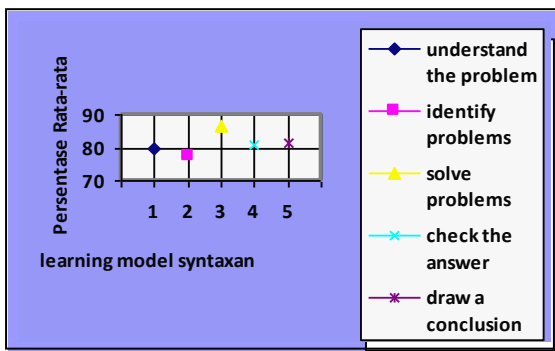 Persentase Rata-rata
90
80
70
1 2 3 4 5
learning model syntaxan
understand
the problem
identify
problems
solve
problems
check the
answer
draw a
conclusion